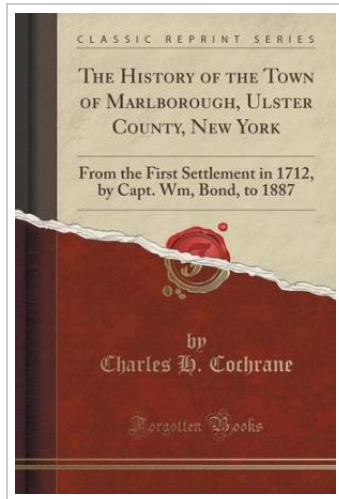 CLASSIC REPRINT SERIES
THE HISTORY OF THE TOWN
OF MARLBOROUGH, ULSTER
COUNTY, NEW YORK
From the First Settlement in 1712,
by Capt. Wm, Bond, to 1887
by
Charles H. Cochrane
Forgotten Books